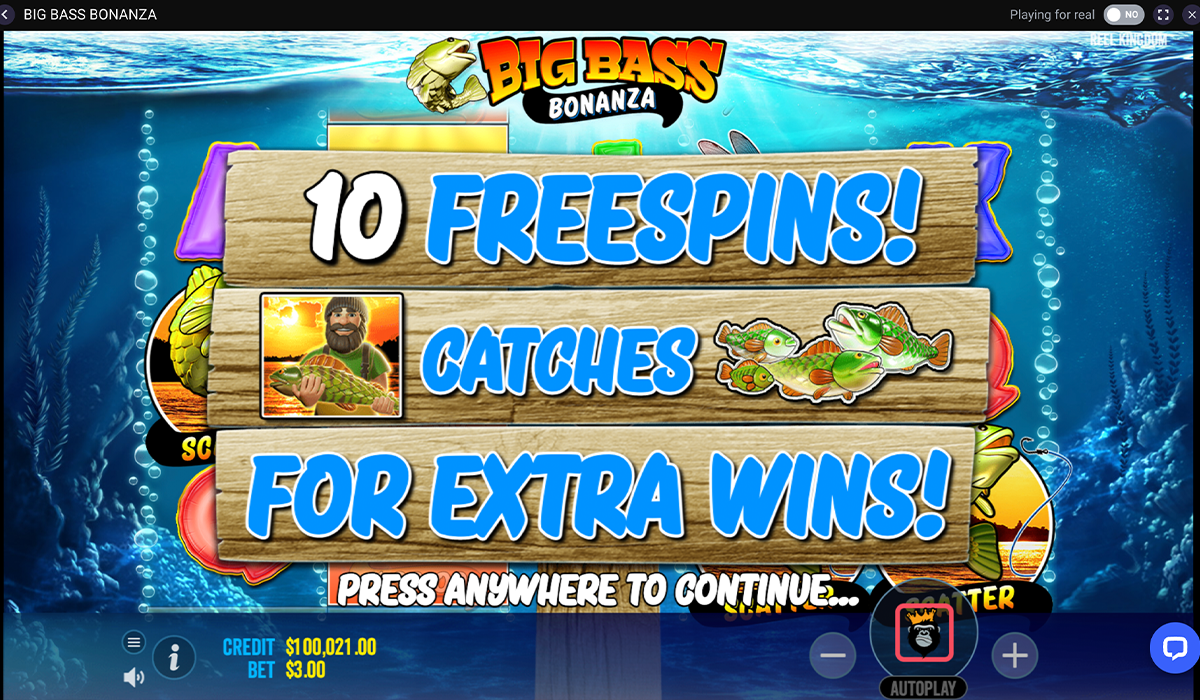 BIG BASS BONANZA
Playing for real NO
REEL KINGDOM
BIG BASS
BONANZA
10 FREESPINS!
CATCHES
FOR EXTRA WINS!
PRESS ANYWHERE TO CONTINUE...
SCATTER
CREDIT $100,021.00
BET $3.00
AUTOPLAY